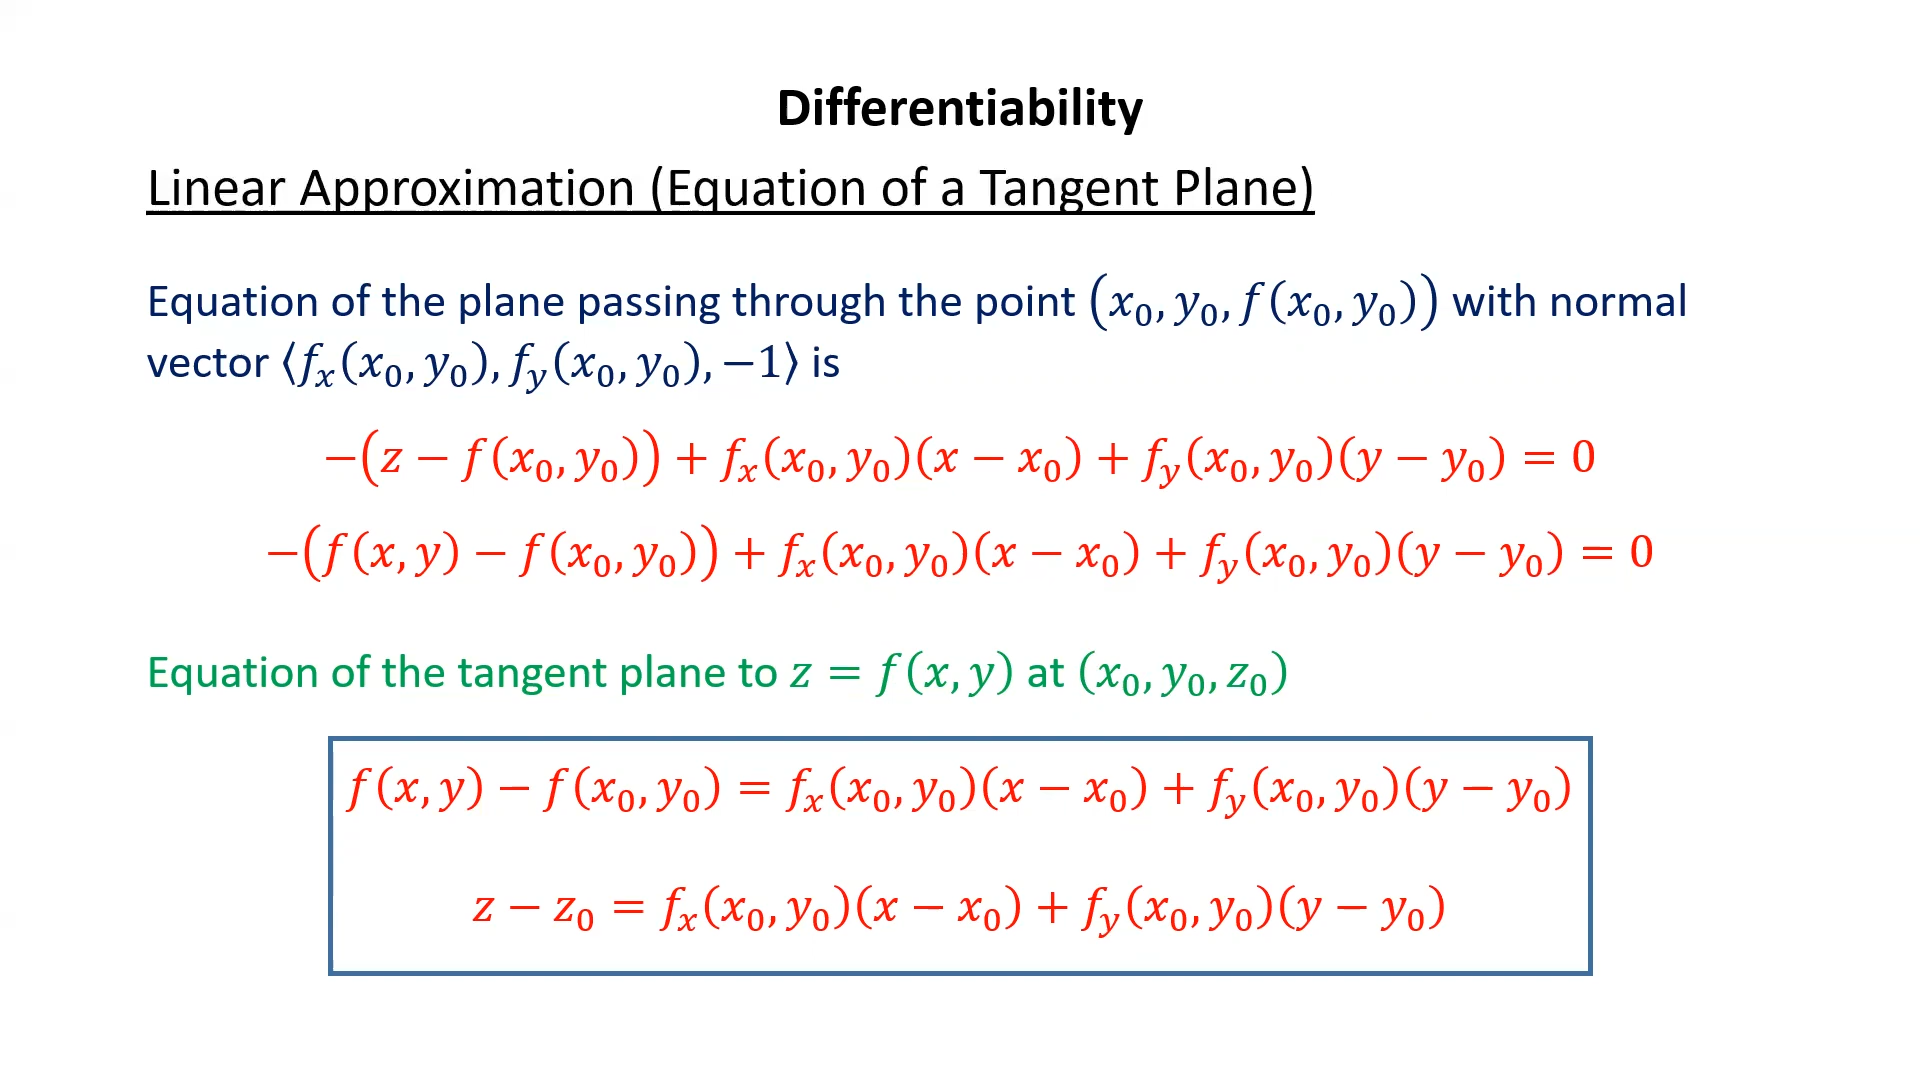 Differentiability
Linear Approximation (Equation of a Tangent Plane)
Equation of the plane passing through the point (x₀, y₀, f(x₀, y₀)) with normal
vector ⟨fₓ(x₀, y₀), f_y(x₀, y₀), −1⟩ is
−(z − f(x₀, y₀)) + fₓ(x₀, y₀)(x − x₀) + f_y(x₀, y₀)(y − y₀) = 0
−(f(x, y) − f(x₀, y₀)) + fₓ(x₀, y₀)(x − x₀) + f_y(x₀, y₀)(y − y₀) = 0
Equation of the tangent plane to z = f(x, y) at (x₀, y₀, z₀)
f(x, y) − f(x₀, y₀) = fₓ(x₀, y₀)(x − x₀) + f_y(x₀, y₀)(y − y₀)
z − z₀ = fₓ(x₀, y₀)(x − x₀) + f_y(x₀, y₀)(y − y₀)